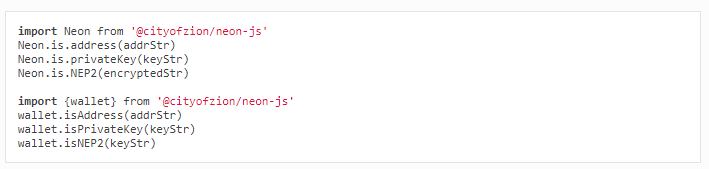 import Neon from '@cityofzion/neon-js'
Neon.is.address(addrStr)
Neon.is.privateKey(keyStr)
Neon.is.NEP2(encryptedStr)
import {wallet} from '@cityofzion/neon-js'
wallet.isAddress(addrStr)
wallet.isPrivateKey(keyStr)
wallet.isNEP2(keyStr)